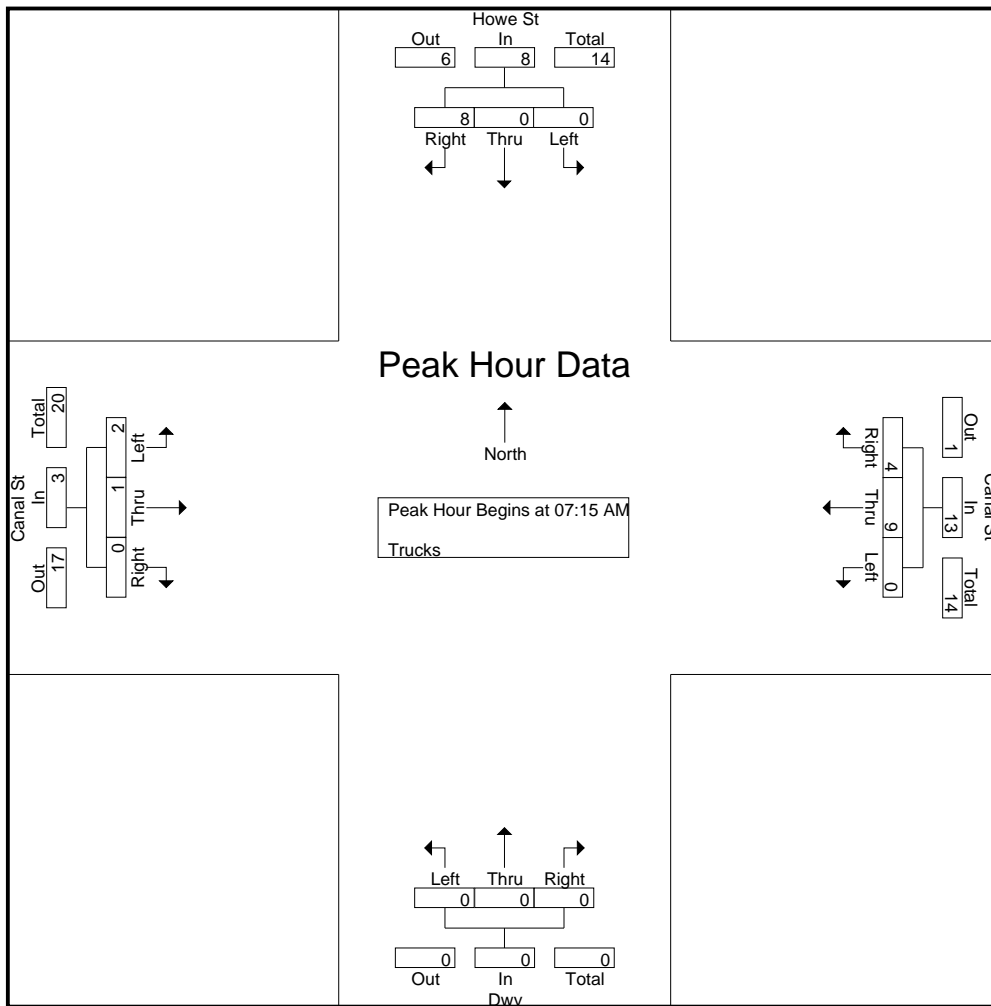 Howe St
Out In Total
6 8 14
8 0 0
Right Thru Left
Peak Hour Data
North
Peak Hour Begins at 07:15 AM
Trucks
Canal St
Total In Out
20 3 17
2 1 0
Left Thru Right
Right Thru Left
4 9 0
Out In Total
1 13 14
Canal St
Left Thru Right
0 0 0
0 0 0
Out In Total
Dwy